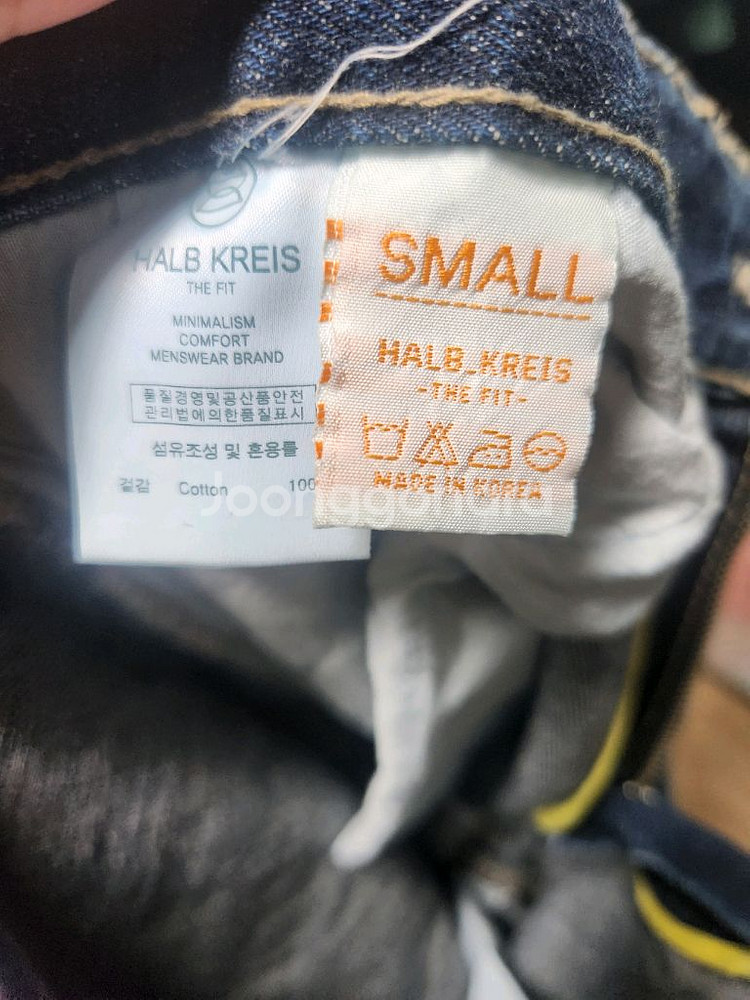 HALB KREIS
THE FIT
MINIMALISM
COMFORT
MENSWEAR BRAND
품질경영및공산품안전
관리법에의한품질표시
섬유조성 및 혼용률
겉감 Cotton 100
SMALL
HALB_KREIS
-THE FIT-
MADE IN KOREA
Joonggonara